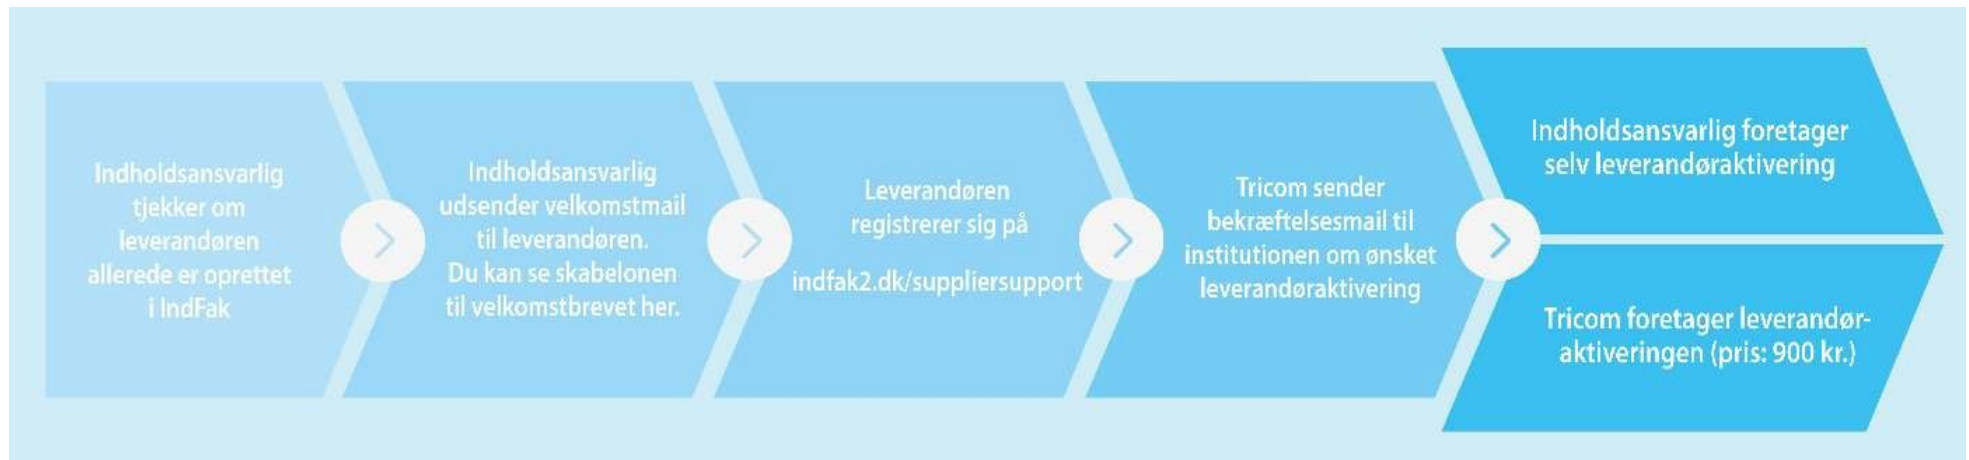 Indholdsansvarlig
tjekker om
leverandøren
allerede er oprettet
i IndFak
Indholdsansvarlig
udsender velkomstmail
til leverandøren.
Du kan se skabelonen
til velkomstbrevet her.
Leverandøren
registrerer sig på
indfak2.dk/suppliersupport
Tricom sender
bekræftelsesmail til
institutionen om ønsket
leverandøraktivering
Indholdsansvarlig foretager
selv leverandøraktivering
Tricom foretager leverandør-
aktiveringen (pris: 900 kr.)